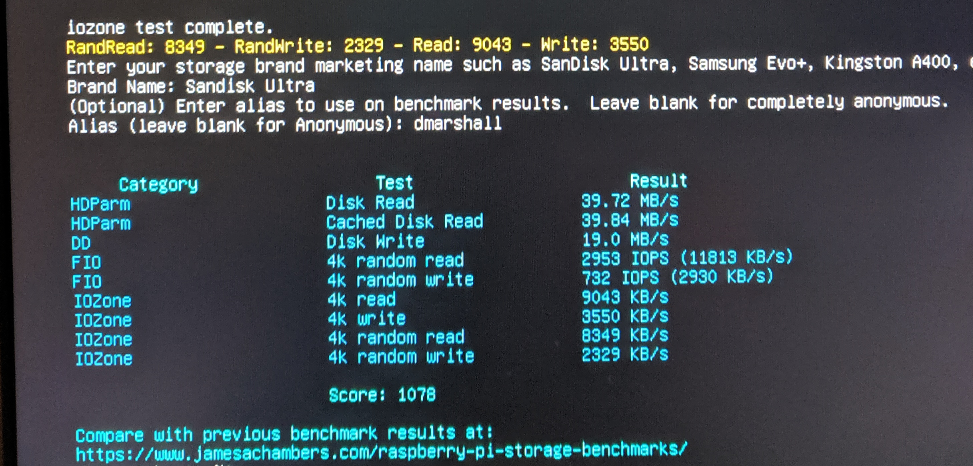 iozone test complete.
RandRead: 8349 - RandWrite: 2329 - Read: 9043 - Write: 3550
Enter your storage brand marketing name such as SanDisk Ultra, Samsung Evo+, Kingston A400,
Brand Name: Sandisk Ultra
(Optional) Enter alias to use on benchmark results.  Leave blank for completely anonymous.
Alias (leave blank for Anonymous): dmarshall
Category Test Result
HDParm Disk Read 39.72 MB/s
HDParm Cached Disk Read 39.84 MB/s
DD Disk Write 19.0 MB/s
FIO 4k random read 2953 IOPS (11813 KB/s)
FIO 4k random write 732 IOPS (2930 KB/s)
IOZone 4k read 9043 KB/s
IOZone 4k write 3550 KB/s
IOZone 4k random read 8349 KB/s
IOZone 4k random write 2329 KB/s
Score: 1078
Compare with previous benchmark results at:
https://www.jamesachambers.com/raspberry-pi-storage-benchmarks/